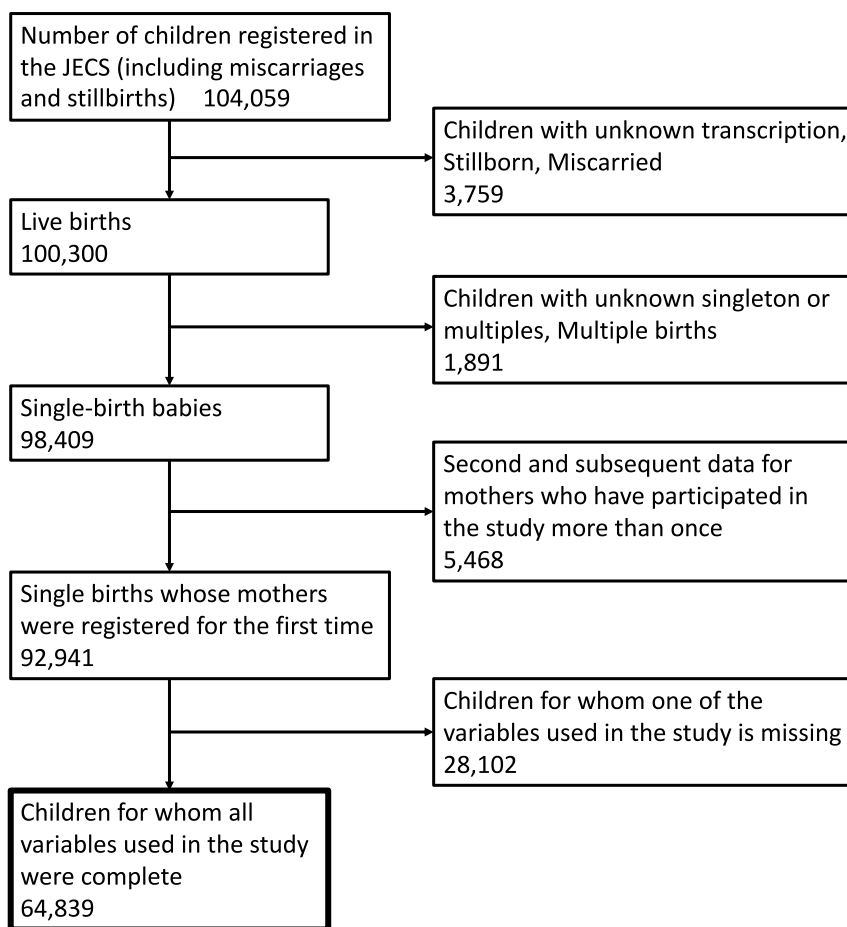 Number of children registered in
the JECS (including miscarriages
and stillbirths) 104,059
Children with unknown transcription,
Stillborn, Miscarried
3,759
Live births
100,300
Children with unknown singleton or
multiples, Multiple births
1,891
Single-birth babies
98,409
Second and subsequent data for
mothers who have participated in
the study more than once
5,468
Single births whose mothers
were registered for the first time
92,941
Children for whom one of the
variables used in the study is missing
28,102
Children for whom all
variables used in the study
were complete
64,839